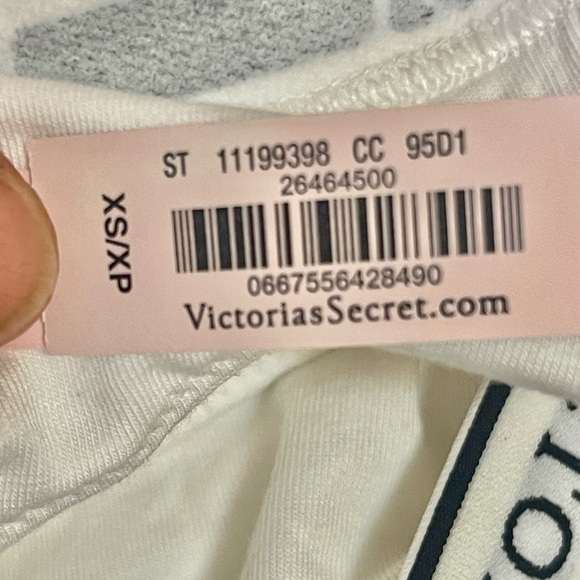 ST 11199398 CC 95D1
26464500
XS/XP
0667556428490
VictoriasSecret.com